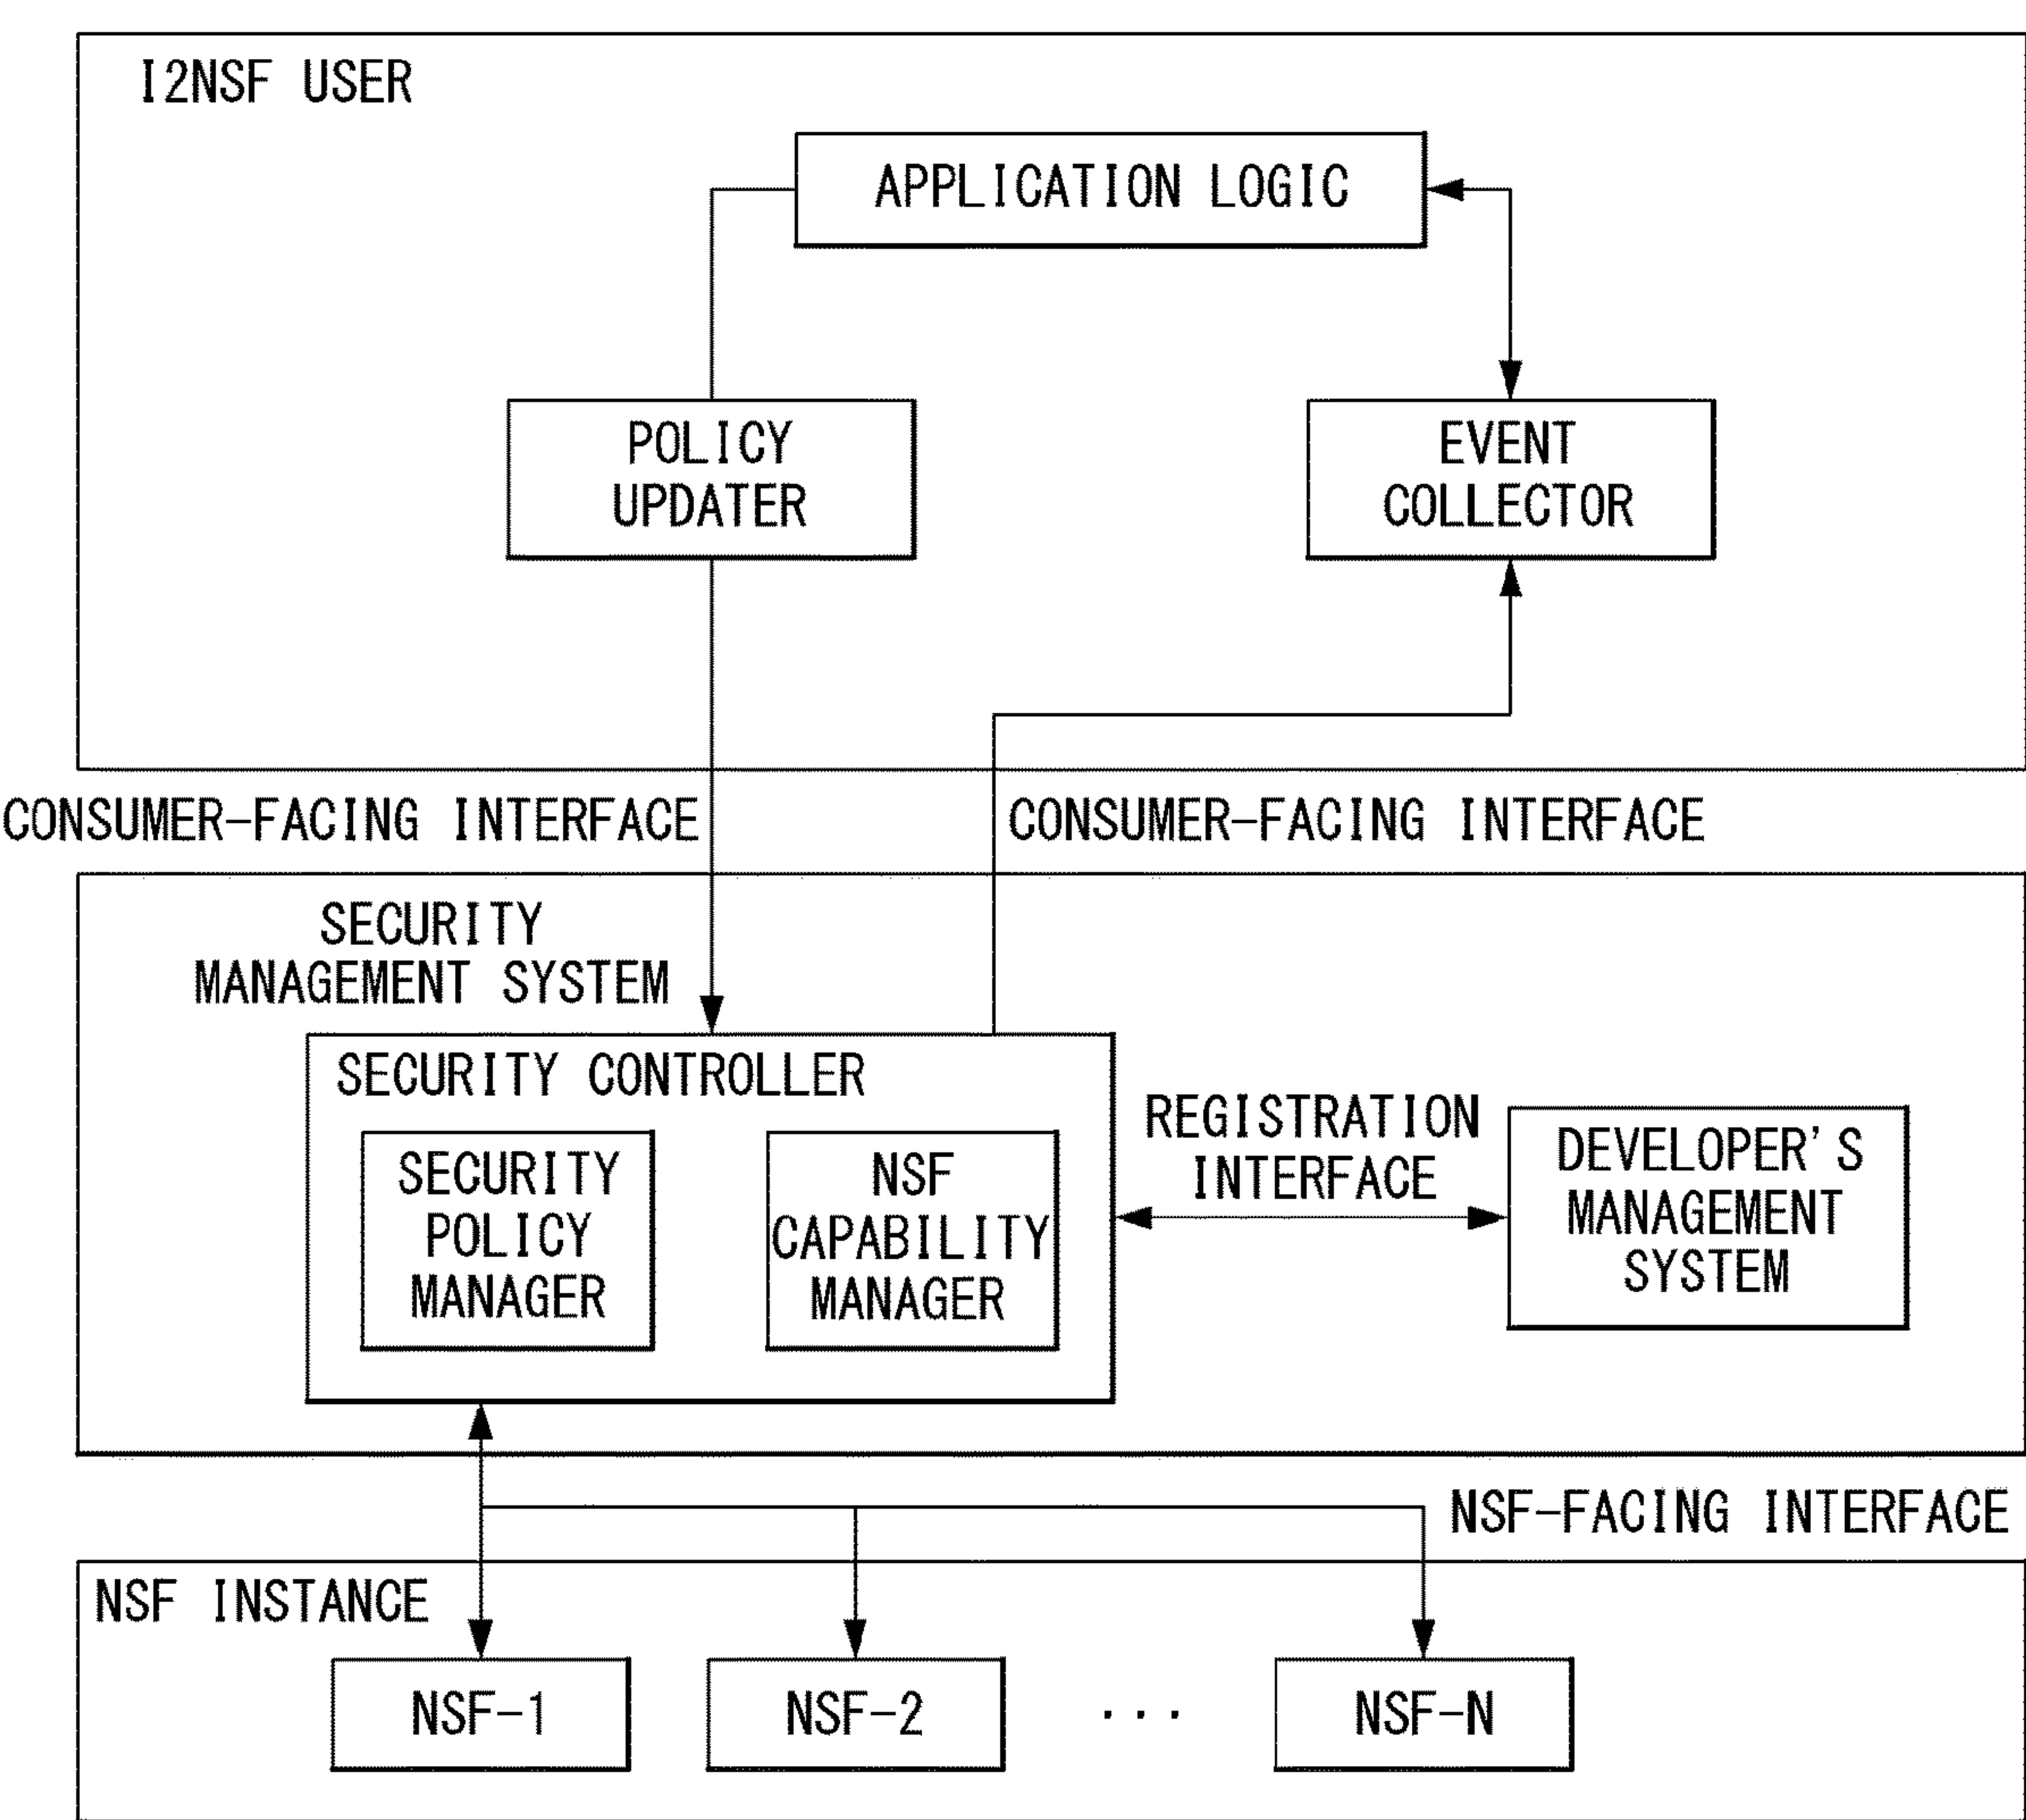 I2NSF USER
APPLICATION LOGIC
POLICY
UPDATER
EVENT
COLLECTOR
CONSUMER-FACING INTERFACE
CONSUMER-FACING INTERFACE
SECURITY
MANAGEMENT SYSTEM
SECURITY CONTROLLER
SECURITY
POLICY
MANAGER
NSF
CAPABILITY
MANAGER
REGISTRATION
INTERFACE
DEVELOPER'S
MANAGEMENT
SYSTEM
NSF-FACING INTERFACE
NSF INSTANCE
NSF-1
NSF-2
...
NSF-N